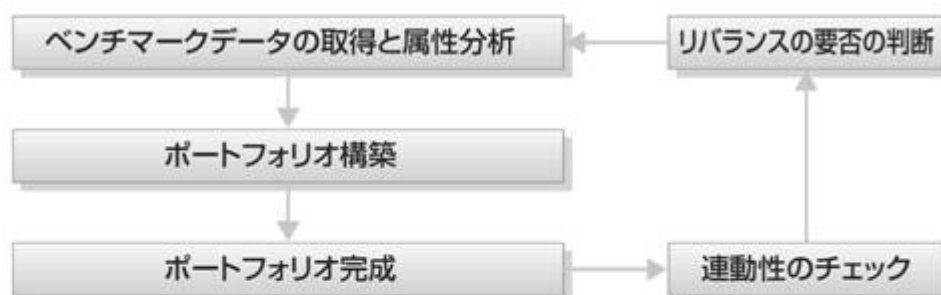 ベンチマークデータの取得と属性分析
リバランスの要否の判断
ポートフォリオ構築
ポートフォリオ完成
連動性のチェック